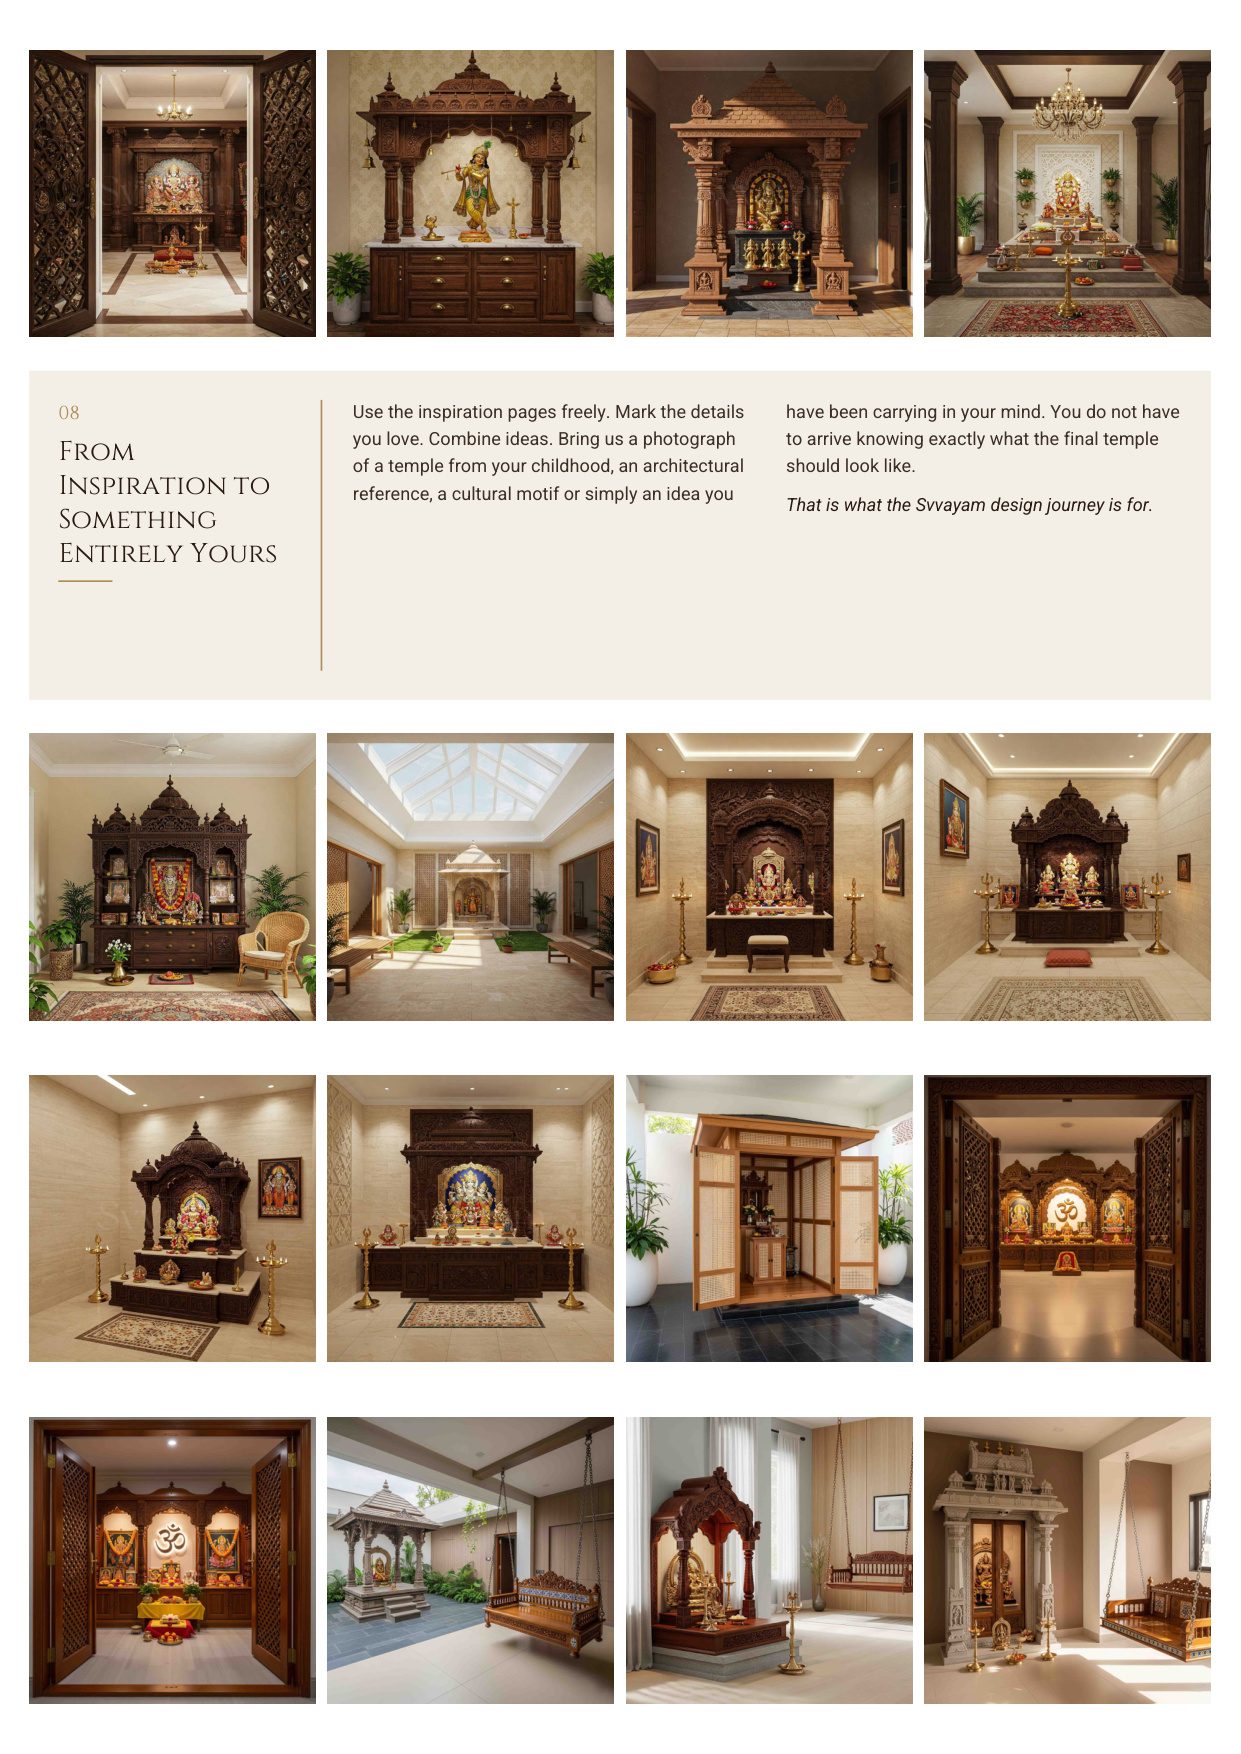 08
From
Inspiration to
Something
Entirely Yours
Use the inspiration pages freely. Mark the details
you love. Combine ideas. Bring us a photograph
of a temple from your childhood, an architectural
reference, a cultural motif or simply an idea you
have been carrying in your mind. You do not have
to arrive knowing exactly what the final temple
should look like.
That is what the Svvayam design journey is for.
ॐ
ॐ